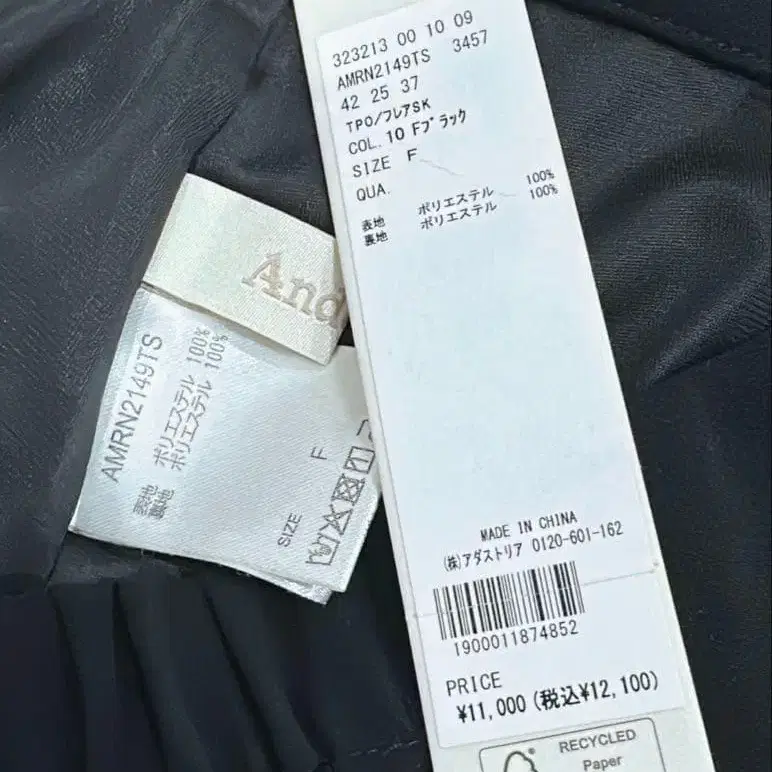 323213 00 10 09
AMRN2149TS 3457
42 25 37
TPO/フレアSK
COL. 10 Fブラック
SIZE F
QUA.
表地 ポリエステル 100%
裏地 ポリエステル 100%
MADE IN CHINA
(株)アダストリア 0120-601-162
1900011874852
PRICE
¥11,000(税込¥12,100)
RECYCLED
Paper
And
AMRN2149TS
表地 ポリエステル 100%
裏地 ポリエステル 100%
SIZE F